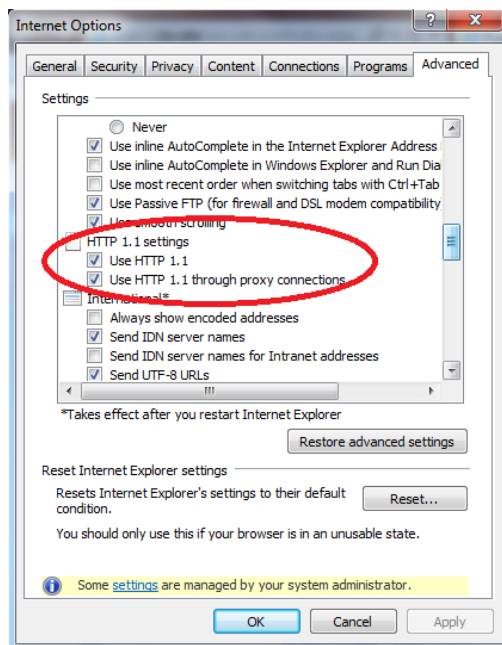 Internet Options
General Security Privacy Content Connections Programs Advanced
Settings
Never
Use inline AutoComplete in the Internet Explorer Address
Use inline AutoComplete in Windows Explorer and Run Dia
Use most recent order when switching tabs with Ctrl+Tab
Use Passive FTP (for firewall and DSL modem compatibility
Use smooth scrolling
HTTP 1.1 settings
Use HTTP 1.1
Use HTTP 1.1 through proxy connections
International*
Always show encoded addresses
Send IDN server names
Send IDN server names for Intranet addresses
Send UTF-8 URLs
*Takes effect after you restart Internet Explorer
Restore advanced settings
Reset Internet Explorer settings
Resets Internet Explorer's settings to their default
condition.
Reset...
You should only use this if your browser is in an unusable state.
Some settings are managed by your system administrator.
OK Cancel Apply